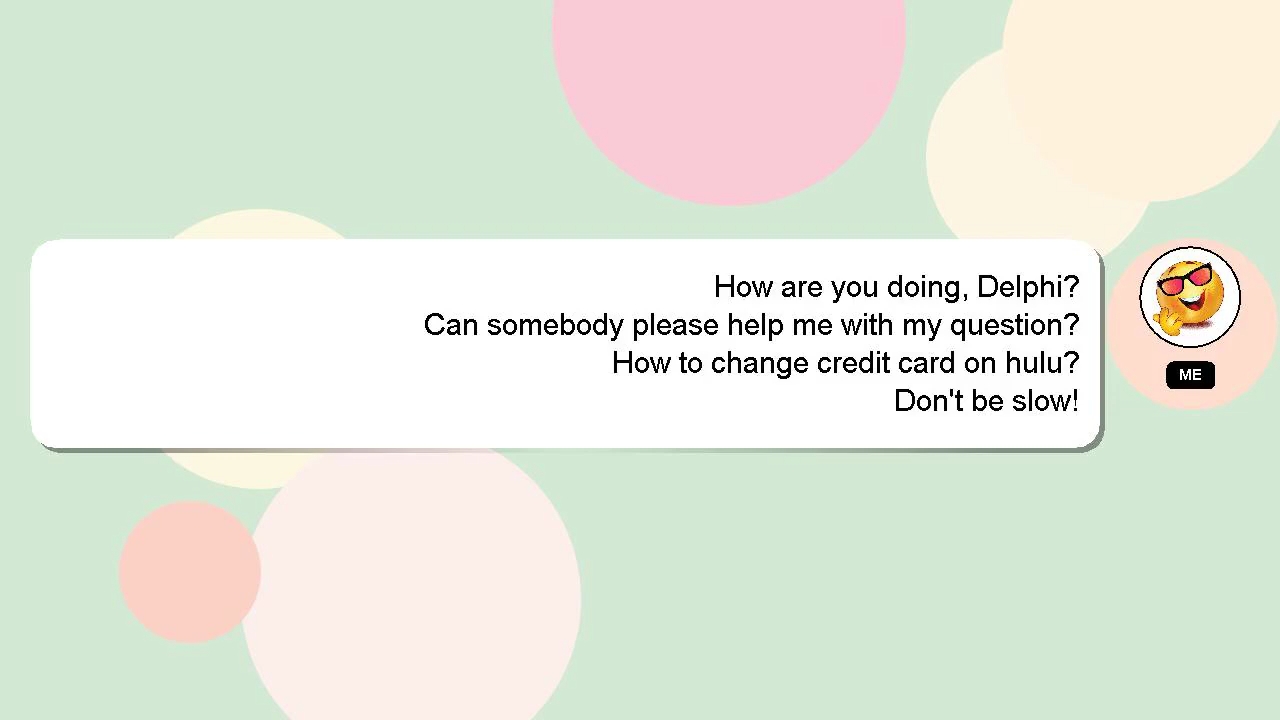 How are you doing, Delphi?
Can somebody please help me with my question?
How to change credit card on hulu?
Don't be slow!
ME